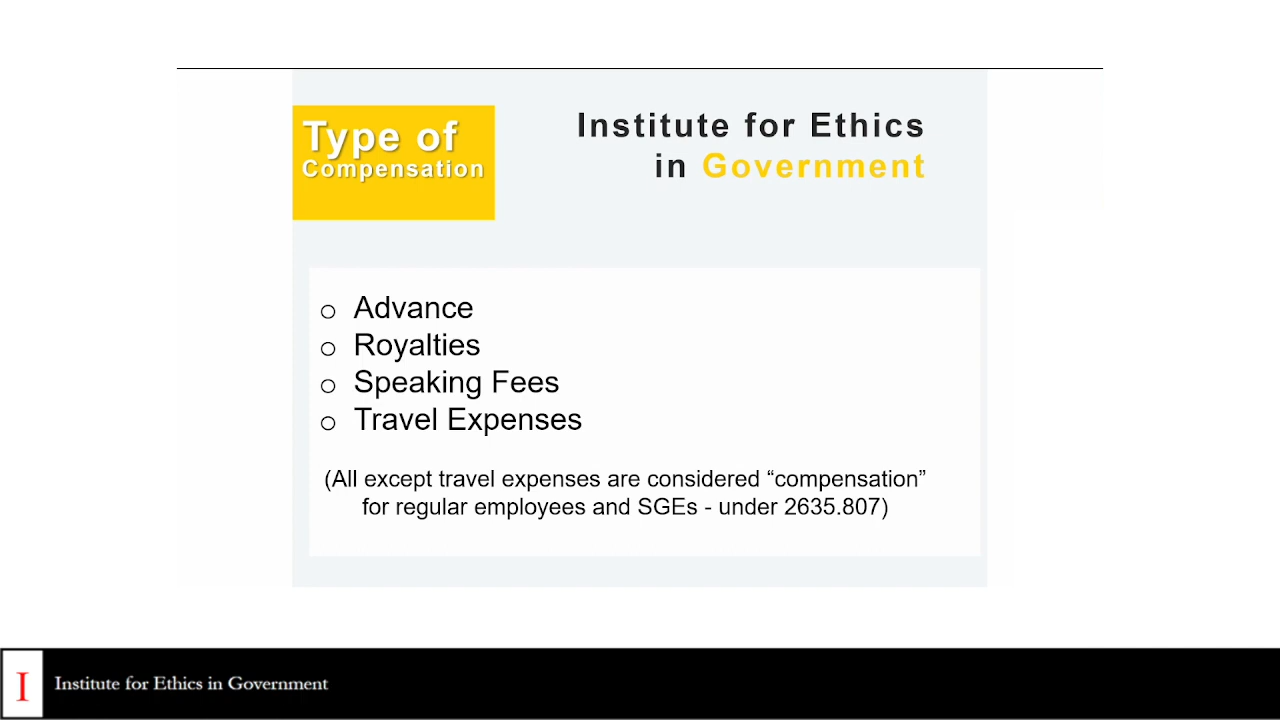 Type of
Compensation
Institute for Ethics
in Government
o Advance
o Royalties
o Speaking Fees
o Travel Expenses
(All except travel expenses are considered “compensation”
for regular employees and SGEs - under 2635.807)
I
Institute for Ethics in Government